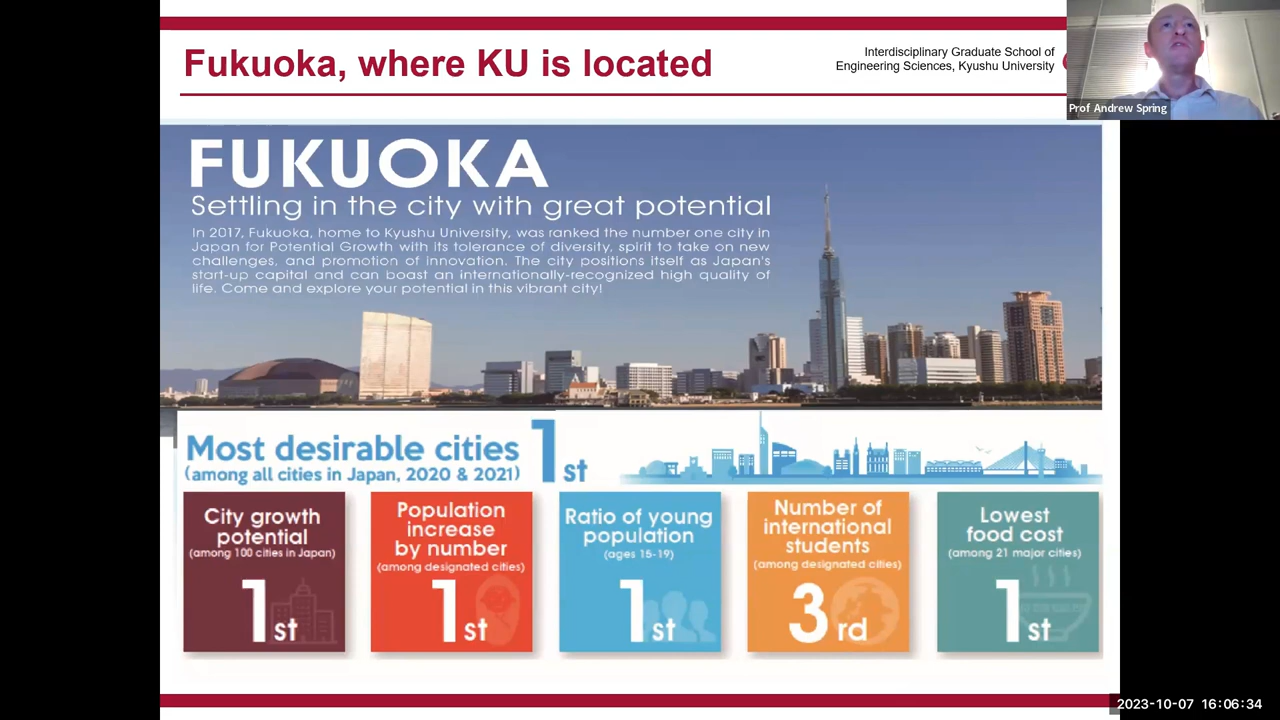 Fukuoka, where KU is located
Interdisciplinary Graduate School of
Engineering Sciences, Kyushu University
Prof Andrew Spring
FUKUOKA
Settling in the city with great potential
In 2017, Fukuoka, home to Kyushu University, was ranked the number one city in
Japan for Potential Growth with its tolerance of diversity, spirit to take on new
challenges, and promotion of innovation. The city positions itself as Japan's
start-up capital and can boast an internationally-recognized high quality of
life. Come and explore your potential in this vibrant city!
Most desirable cities
(among all cities in Japan, 2020 & 2021)
1st
City growth
potential
(among 100 cities in Japan)
1st
Population
increase
by number
(among designated cities)
1st
Ratio of young
population
(ages 15-19)
1st
Number of
international
students
(among designated cities)
3rd
Lowest
food cost
(among 21 major cities)
1st
2023-10-07 16:06:34